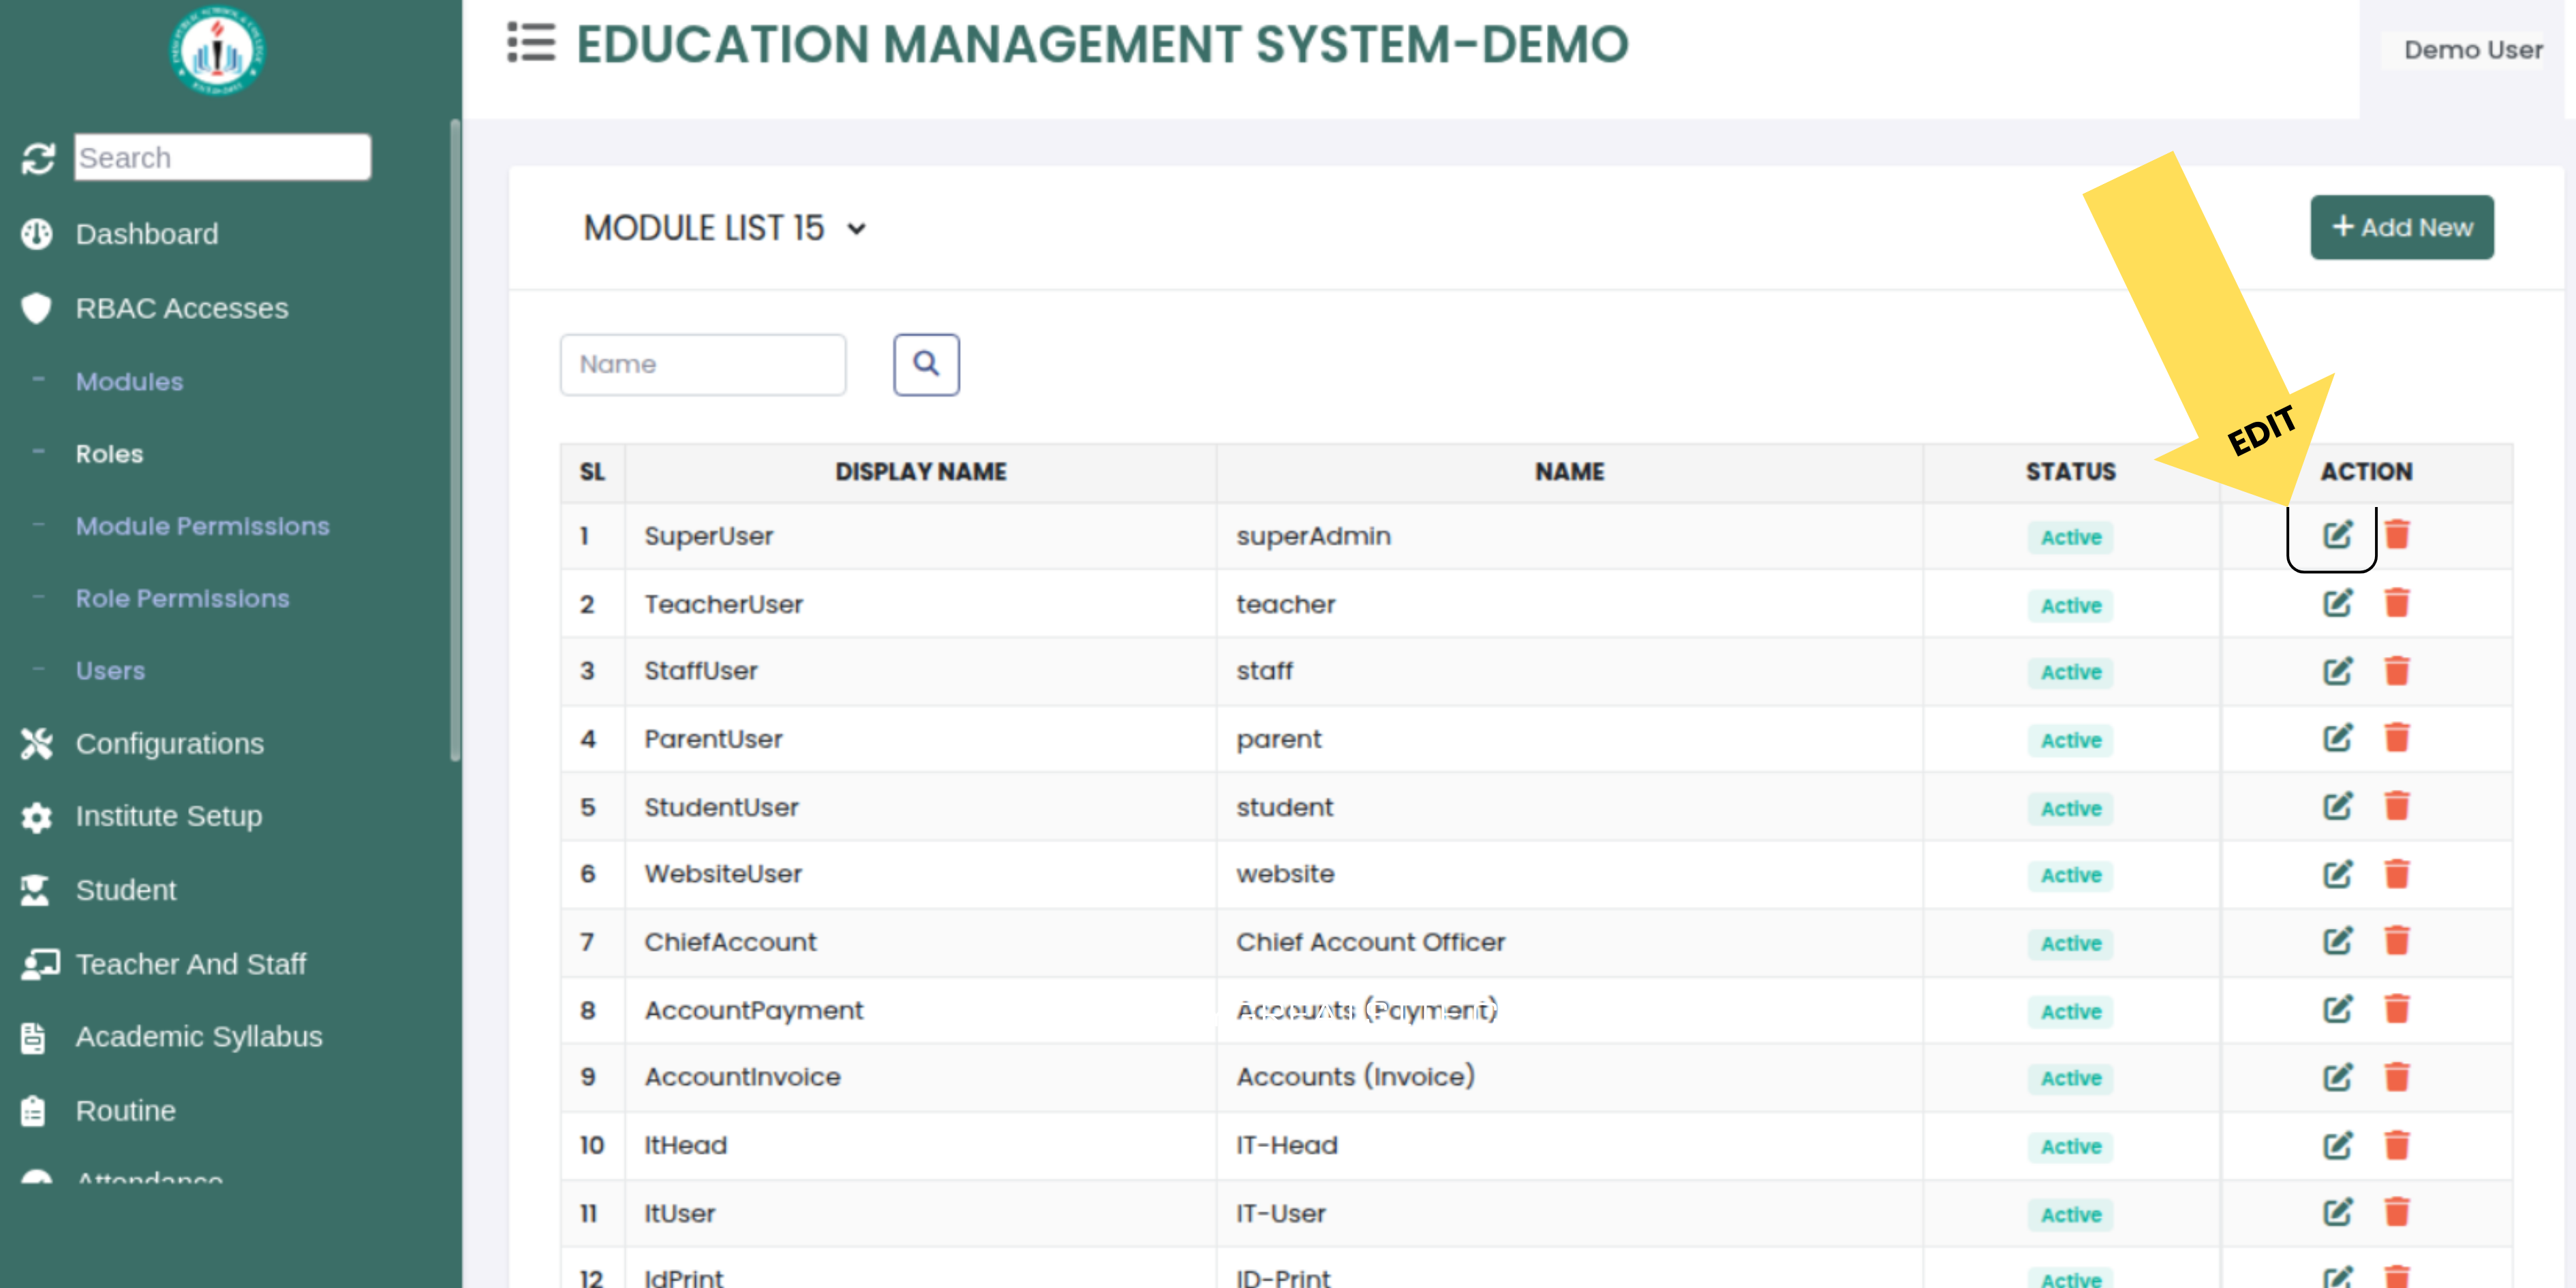 EDUCATION MANAGEMENT SYSTEM-DEMO
Demo User
Search
Dashboard
RBAC Accesses
- Modules
- Roles
- Module Permissions
- Role Permissions
- Users
Configurations
Institute Setup
Student
Teacher And Staff
Academic Syllabus
Routine
Attendance
MODULE LIST 15
+ Add New
Name
EDIT
SL DISPLAY NAME NAME STATUS ACTION
1 SuperUser superAdmin Active
2 TeacherUser teacher Active
3 StaffUser staff Active
4 ParentUser parent Active
5 StudentUser student Active
6 WebsiteUser website Active
7 ChiefAccount Chief Account Officer Active
8 AccountPayment Accounts (Payment) Active
9 AccountInvoice Accounts (Invoice) Active
10 ItHead IT-Head Active
11 ItUser IT-User Active
12 IdPrint ID-Print Active